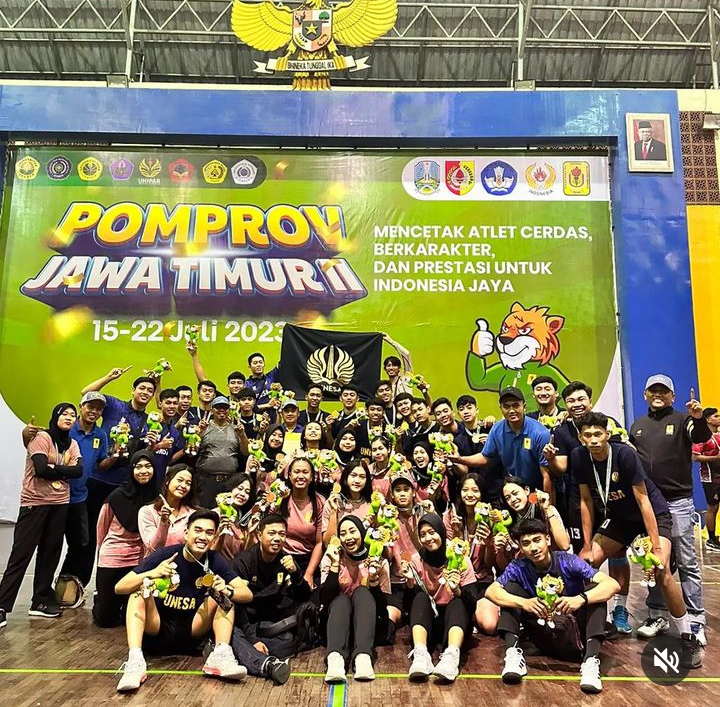 BHINEKA TUNGGAL IKA
UNIPAR
INDONESIA
POMPROV
JAWA TIMUR II
15-22 Juli 2023
MENCETAK ATLET CERDAS,
BERKARAKTER,
DAN PRESTASI UNTUK
INDONESIA JAYA
UNESA
UNESA
UNESA